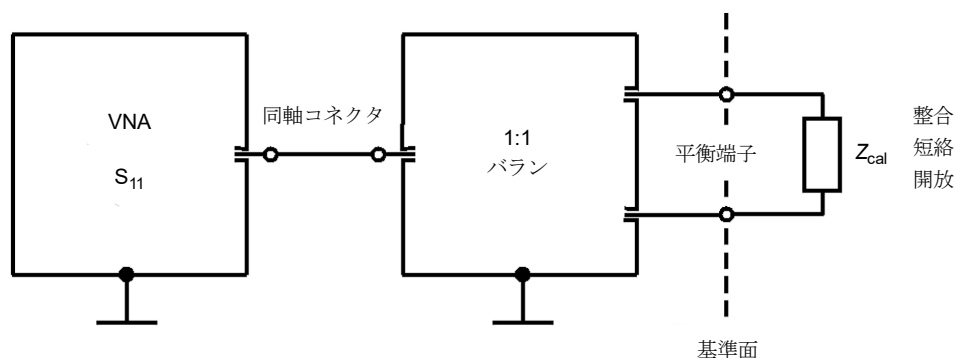 VNA
S₁₁
同軸コネクタ
1:1
バラン
平衡端子
Zcal
整合
短絡
開放
基準面